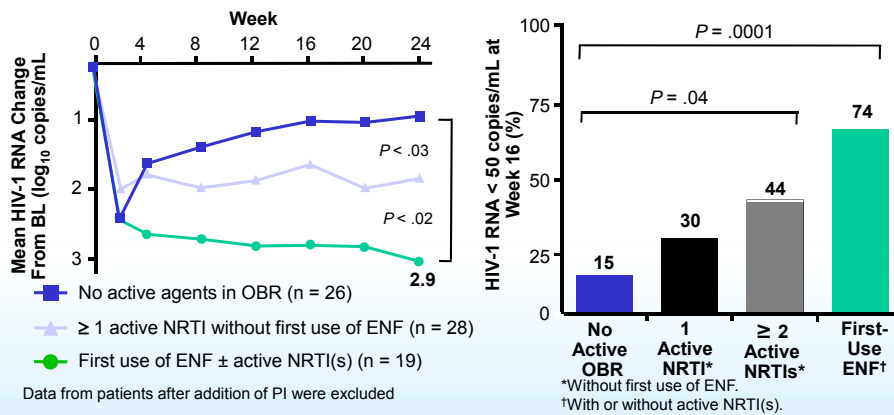 Week
0 4 8 12 16 20 24
Mean HIV-1 RNA Change
From BL (log₁₀ copies/mL)
1
2
3
P < .03
P < .02
2.9
No active agents in OBR (n = 26)
≥ 1 active NRTI without first use of ENF (n = 28)
First use of ENF ± active NRTI(s) (n = 19)
Data from patients after addition of PI were excluded
HIV-1 RNA < 50 copies/mL at
Week 16 (%)
100
75
50
25
0
P = .0001
P = .04
15
30
44
74
No
Active
OBR
1
Active
NRTI*
≥ 2
Active
NRTIs*
First-
Use
ENF†
*Without first use of ENF.
†With or without active NRTI(s).